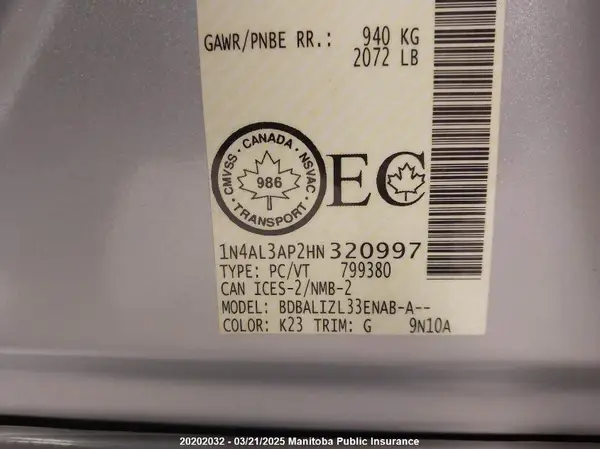 GAWR/PNBE RR.: 940 KG
2072 LB
CMVSS · CANADA · NSVAC
986
· TRANSPORT ·
EC
1N4AL3AP2HN320997
TYPE: PC/VT 799380
CAN ICES-2/NMB-2
MODEL: BDBALIZL33ENAB-A--
COLOR: K23 TRIM: G 9N10A
20202032 - 03/21/2025 Manitoba Public Insurance